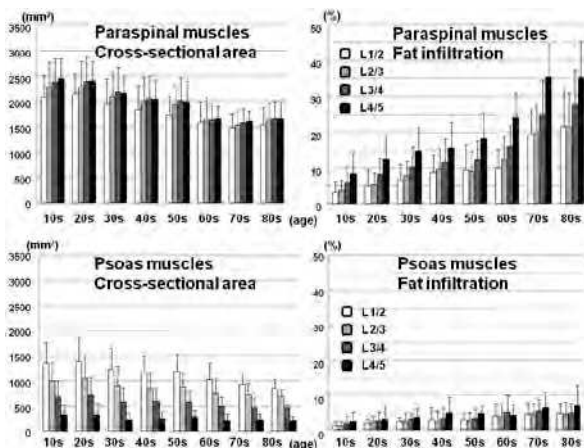 (mm²)
Paraspinal muscles
Cross-sectional area
3500
3000
2500
2000
1500
1000
500
0
10s 20s 30s 40s 50s 60s 70s 80s (age)
(%)
Paraspinal muscles
Fat infiltration
L1/2
L2/3
L3/4
L4/5
50
40
30
20
10
0
10s 20s 30s 40s 50s 60s 70s 80s
(mm²)
Psoas muscles
Cross-sectional area
3500
3000
2500
2000
1500
1000
500
0
10s 20s 30s 40s 50s 60s 70s 80s (age)
(%)
Psoas muscles
Fat infiltration
L1/2
L2/3
L3/4
L4/5
50
40
30
20
10
0
10s 20s 30s 40s 50s 60s 70s 80s